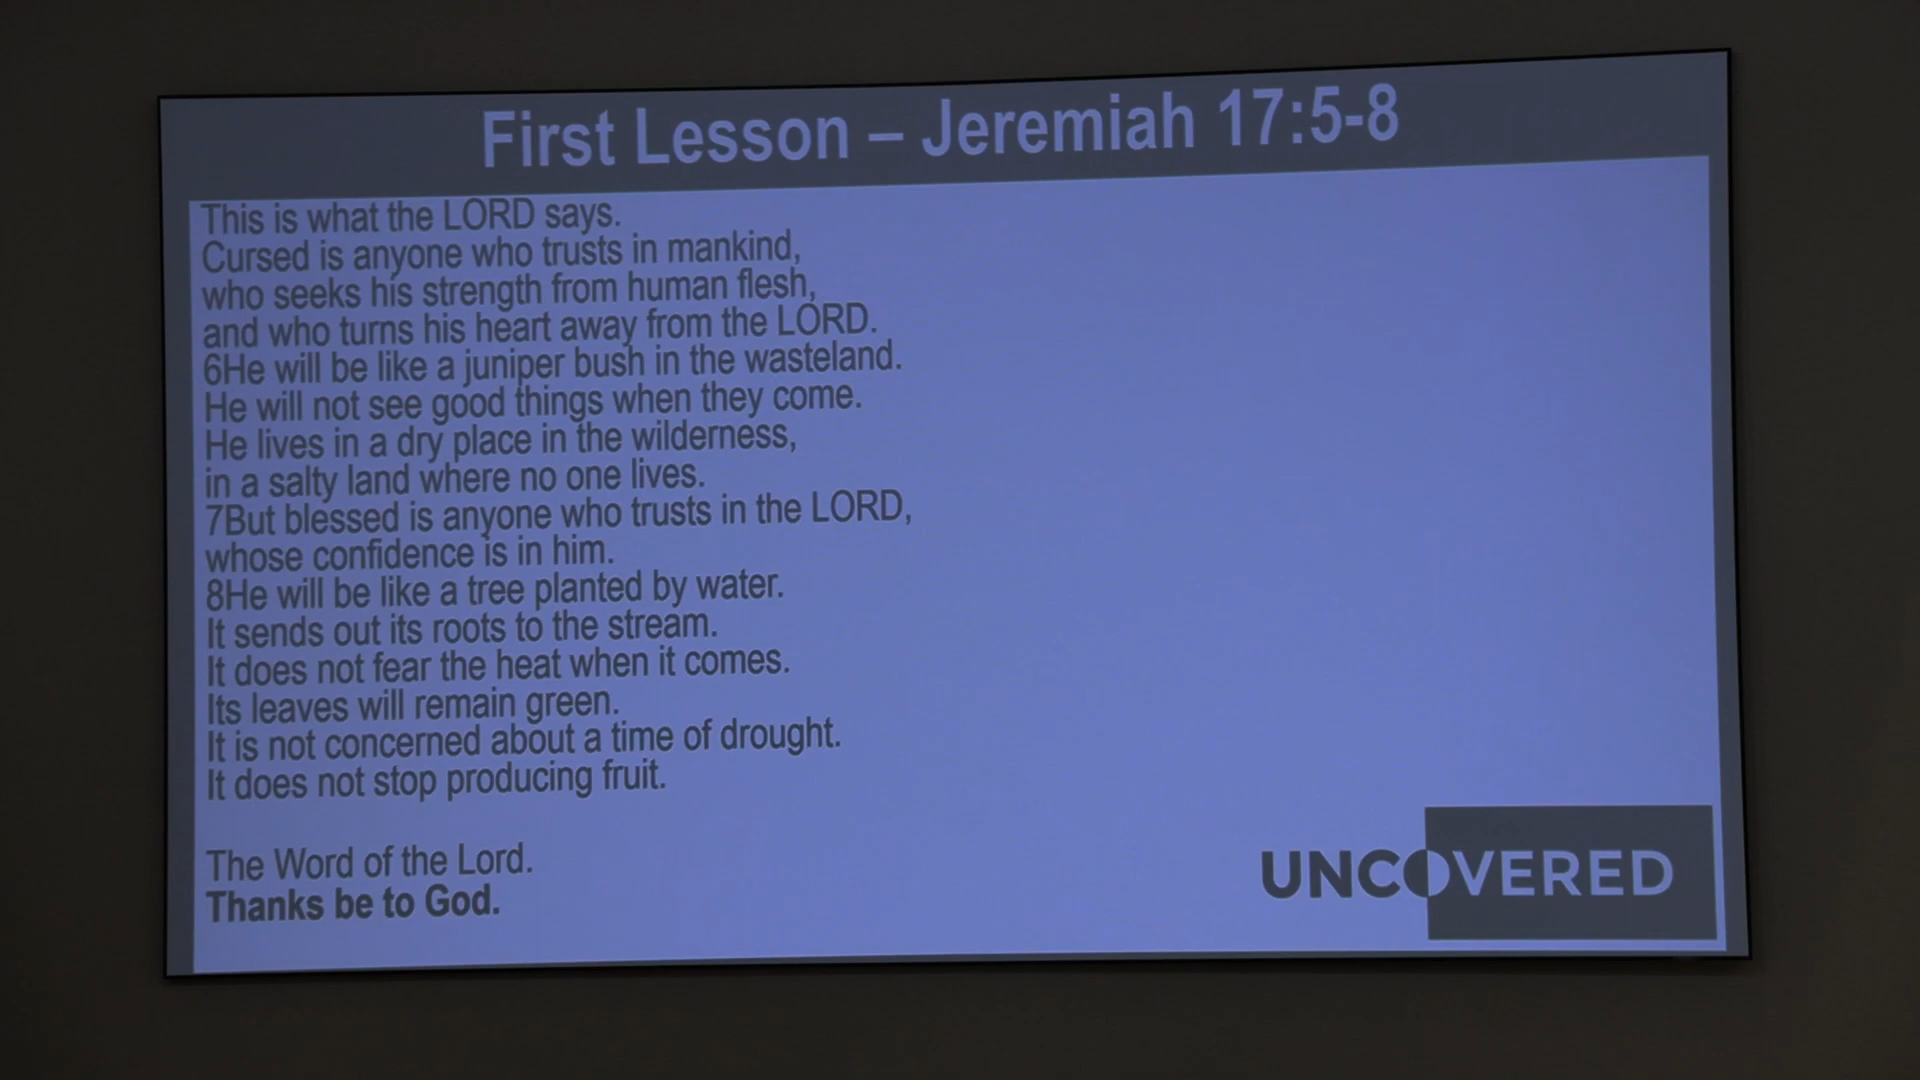 First Lesson – Jeremiah 17:5-8
This is what the LORD says.
Cursed is anyone who trusts in mankind,
who seeks his strength from human flesh,
and who turns his heart away from the LORD.
6He will be like a juniper bush in the wasteland.
He will not see good things when they come.
He lives in a dry place in the wilderness,
in a salty land where no one lives.
7But blessed is anyone who trusts in the LORD,
whose confidence is in him.
8He will be like a tree planted by water.
It sends out its roots to the stream.
It does not fear the heat when it comes.
Its leaves will remain green.
It is not concerned about a time of drought.
It does not stop producing fruit.
The Word of the Lord.
Thanks be to God.
UNCOVERED